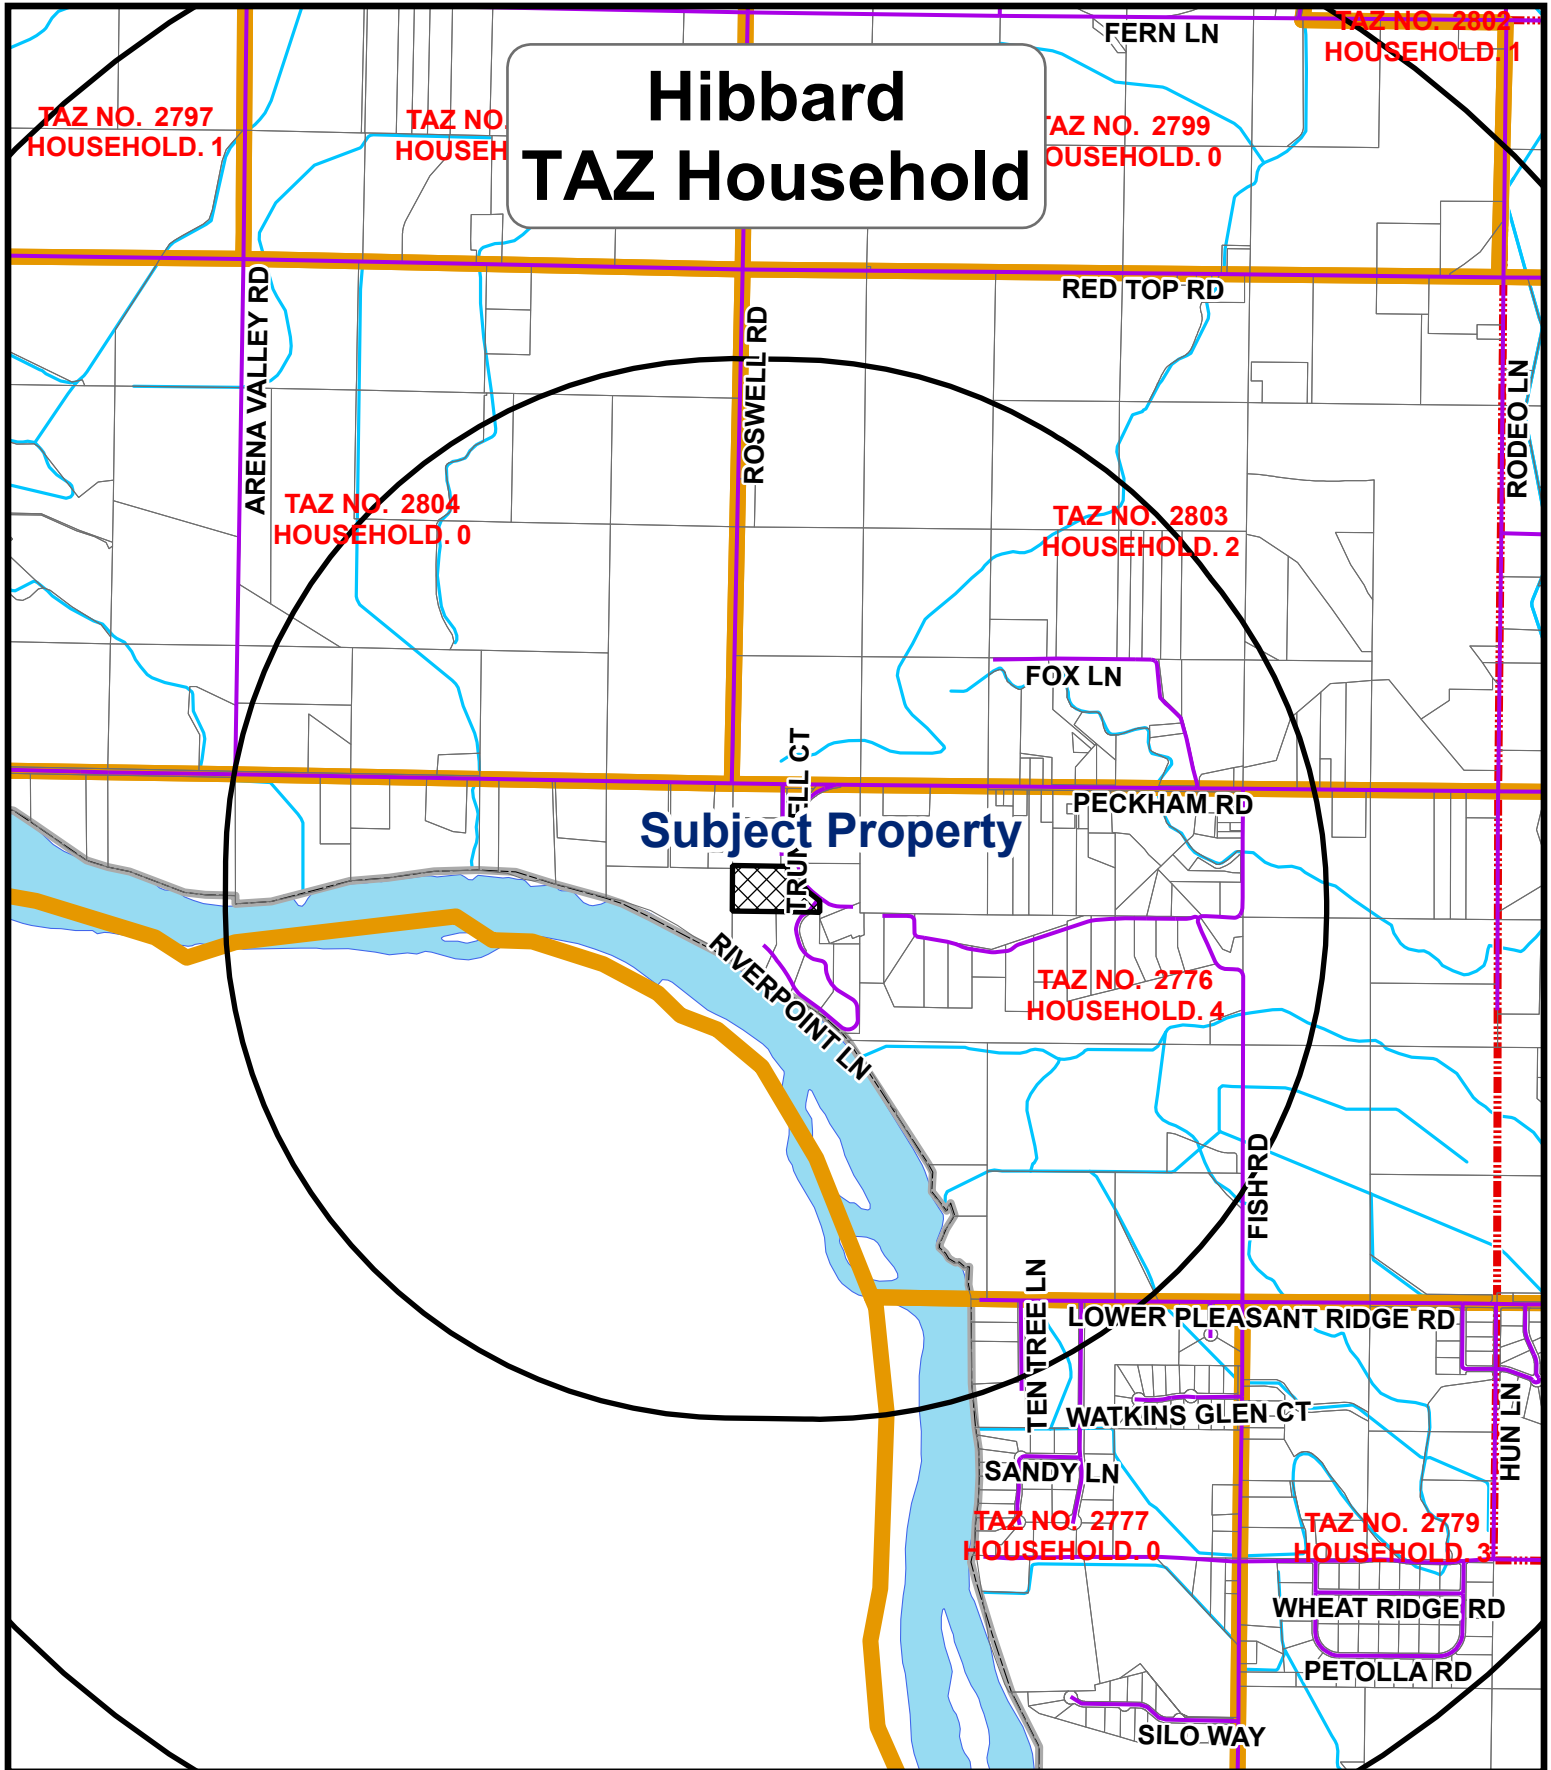 FERN LN
TAZ NO. 2802
HOUSEHOLD. 1
Hibbard
TAZ Household
TAZ NO. 2797
HOUSEHOLD. 1
TAZ NO.
HOUSEH
TAZ NO. 2799
OUSEHOLD. 0
RED TOP RD
ARENA VALLEY RD
ROSWELL RD
RODEO LN
TAZ NO. 2804
HOUSEHOLD. 0
TAZ NO. 2803
HOUSEHOLD. 2
FOX LN
PECKHAM RD
Subject Property
RIVERPOINT LN
TAZ NO. 2776
HOUSEHOLD. 4
FISH RD
TEN TREE LN
LOWER PLEASANT RIDGE RD
WATKINS GLEN CT
HUN LN
SANDY LN
TAZ NO. 2777
HOUSEHOLD. 0
TAZ NO. 2779
HOUSEHOLD. 3
WHEAT RIDGE RD
PETOLLA RD
SILO WAY